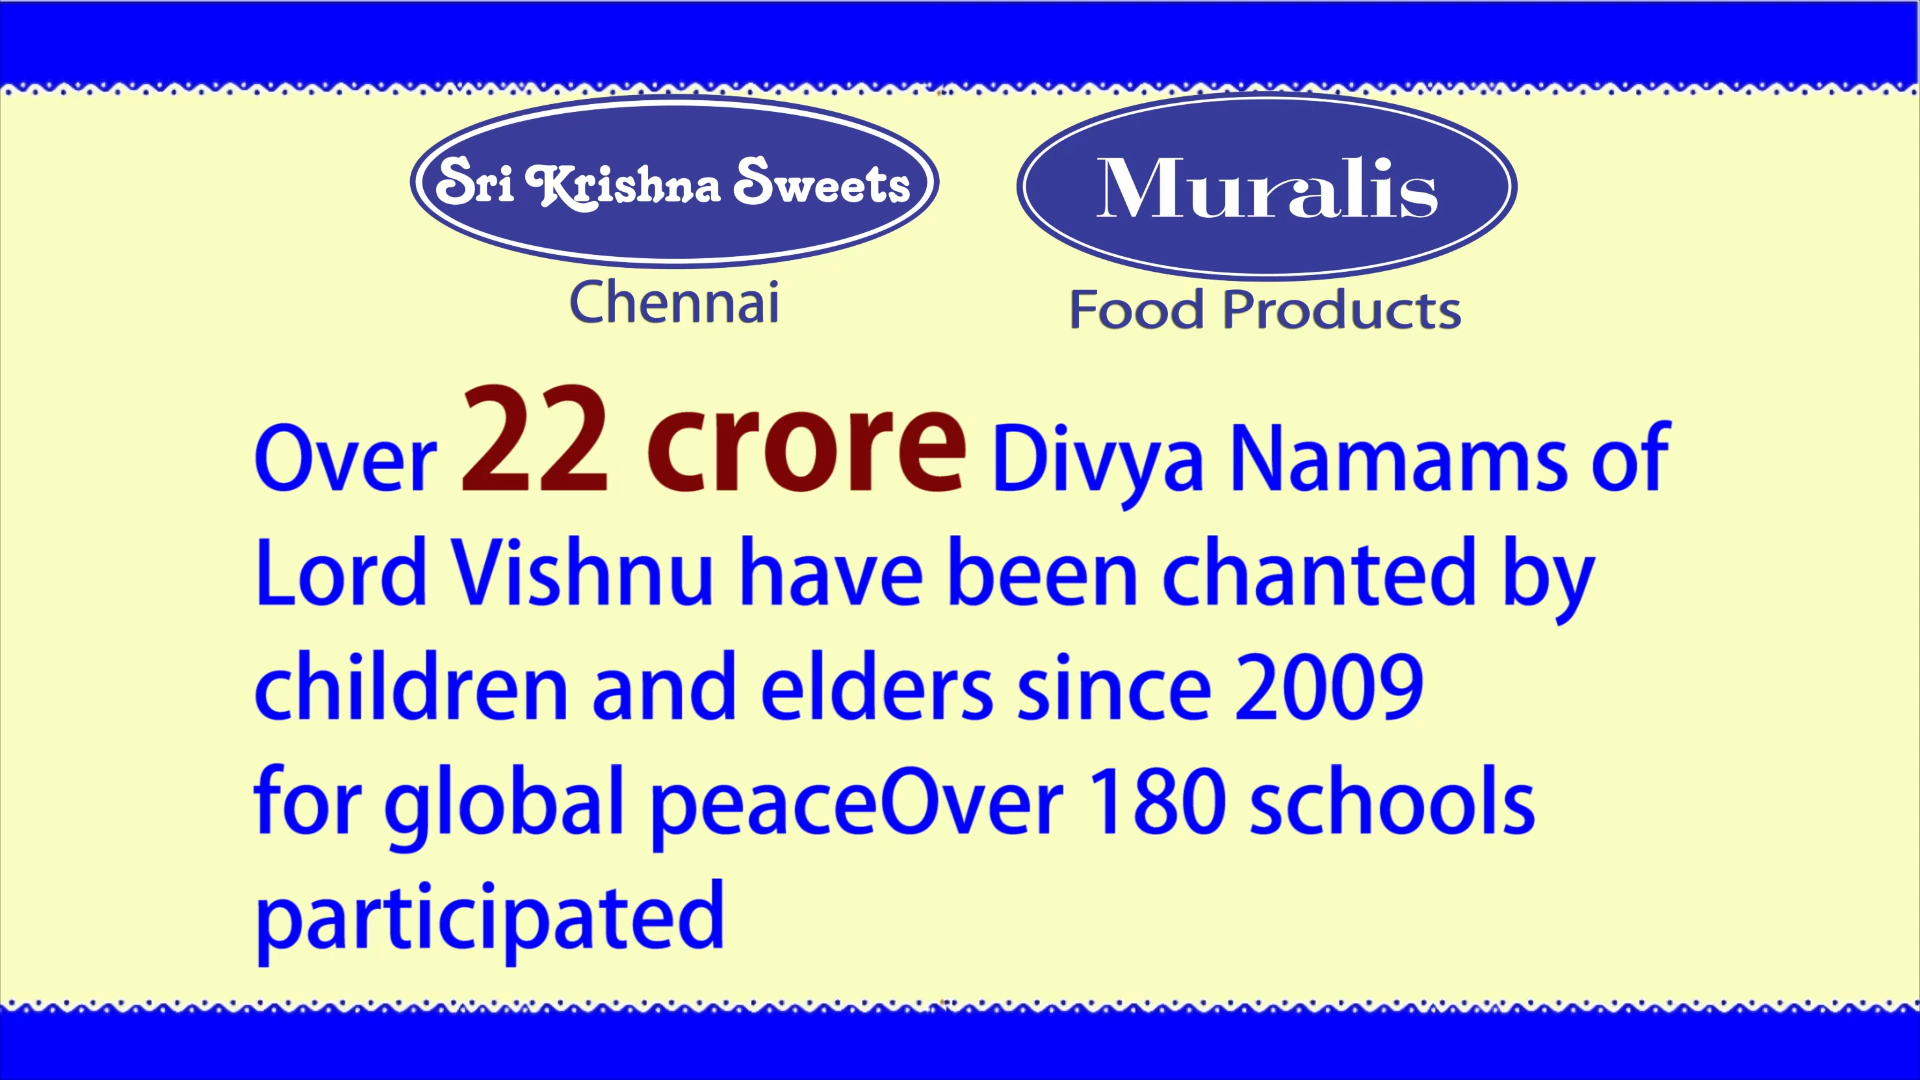 Sri Krishna Sweets
Chennai
Muralis
Food Products
Over 22 crore Divya Namams of
Lord Vishnu have been chanted by
children and elders since 2009
for global peaceOver 180 schools
participated